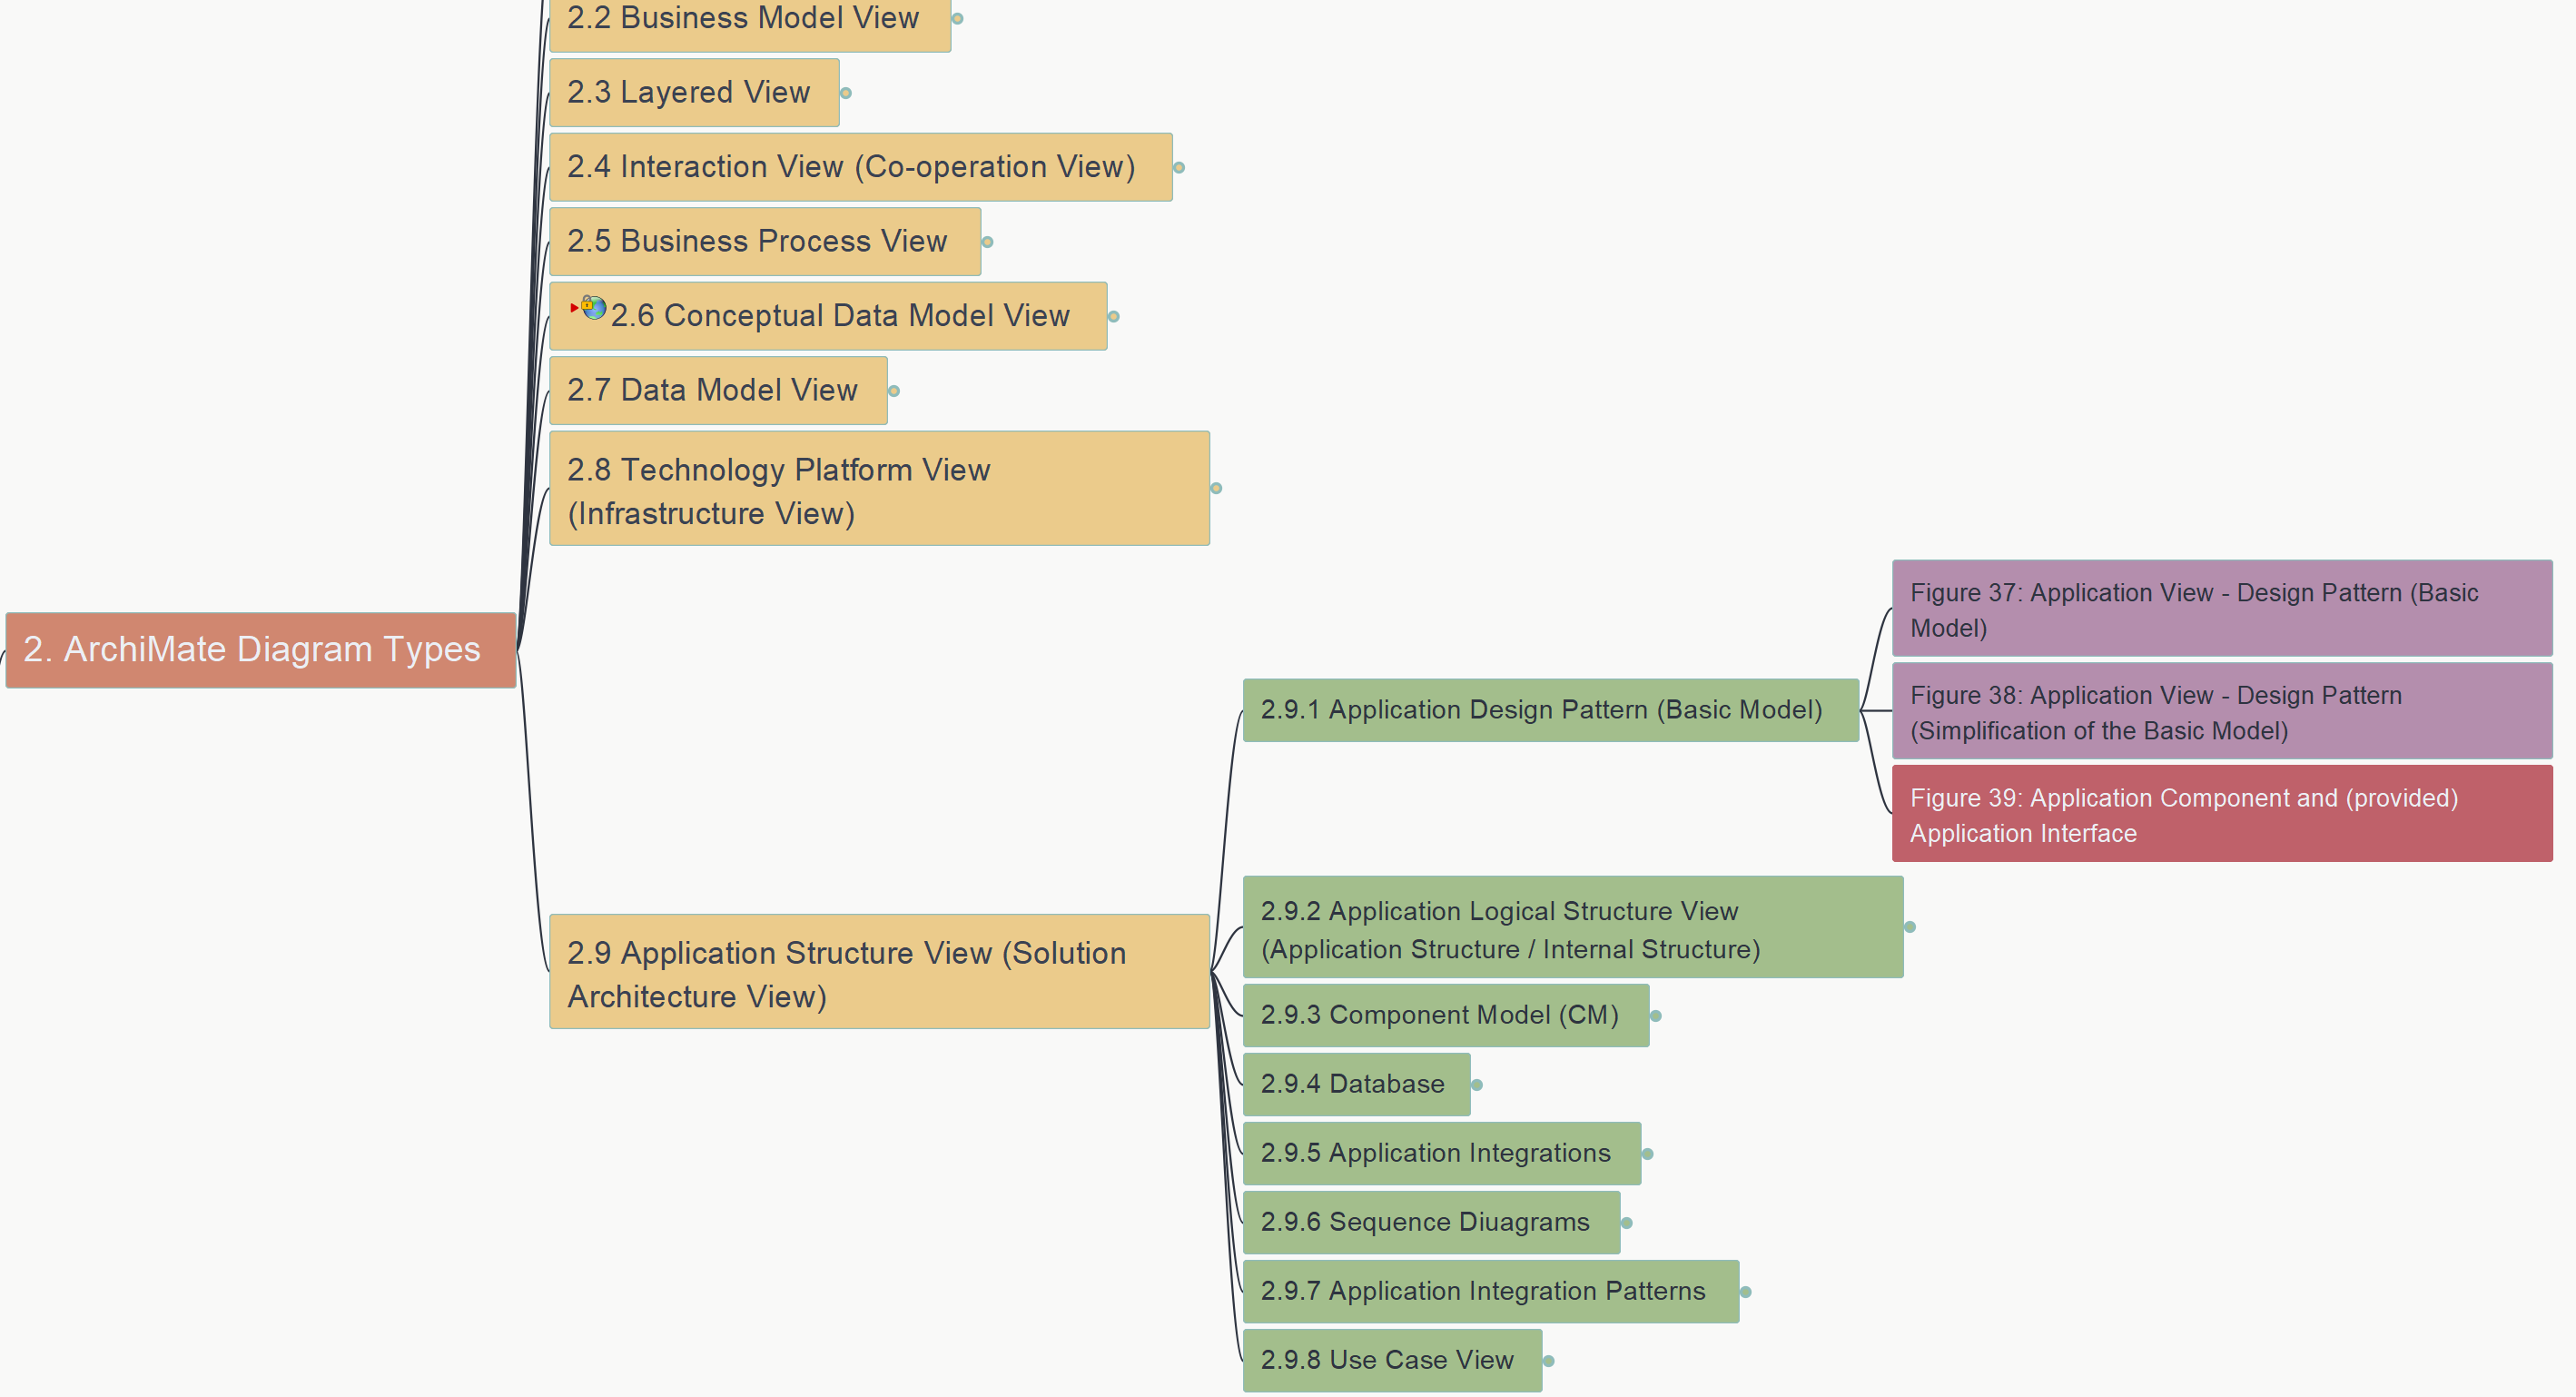 2.2 Business Model View
2.3 Layered View
2.4 Interaction View (Co-operation View)
2.5 Business Process View
2.6 Conceptual Data Model View
2.7 Data Model View
2.8 Technology Platform View
(Infrastructure View)
2. ArchiMate Diagram Types
2.9 Application Structure View (Solution
Architecture View)
2.9.1 Application Design Pattern (Basic Model)
Figure 37: Application View - Design Pattern (Basic
Model)
Figure 38: Application View - Design Pattern
(Simplification of the Basic Model)
Figure 39: Application Component and (provided)
Application Interface
2.9.2 Application Logical Structure View
(Application Structure / Internal Structure)
2.9.3 Component Model (CM)
2.9.4 Database
2.9.5 Application Integrations
2.9.6 Sequence Diuagrams
2.9.7 Application Integration Patterns
2.9.8 Use Case View